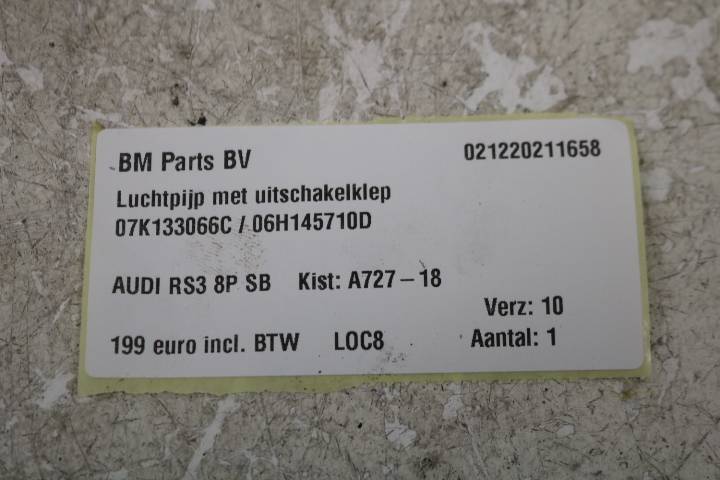 BM Parts BV 021220211658
Luchtpijp met uitschakelklep
07K133066C / 06H145710D
AUDI RS3 8P SB Kist: A727 – 18
Verz: 10
199 euro incl. BTW LOC8 Aantal: 1